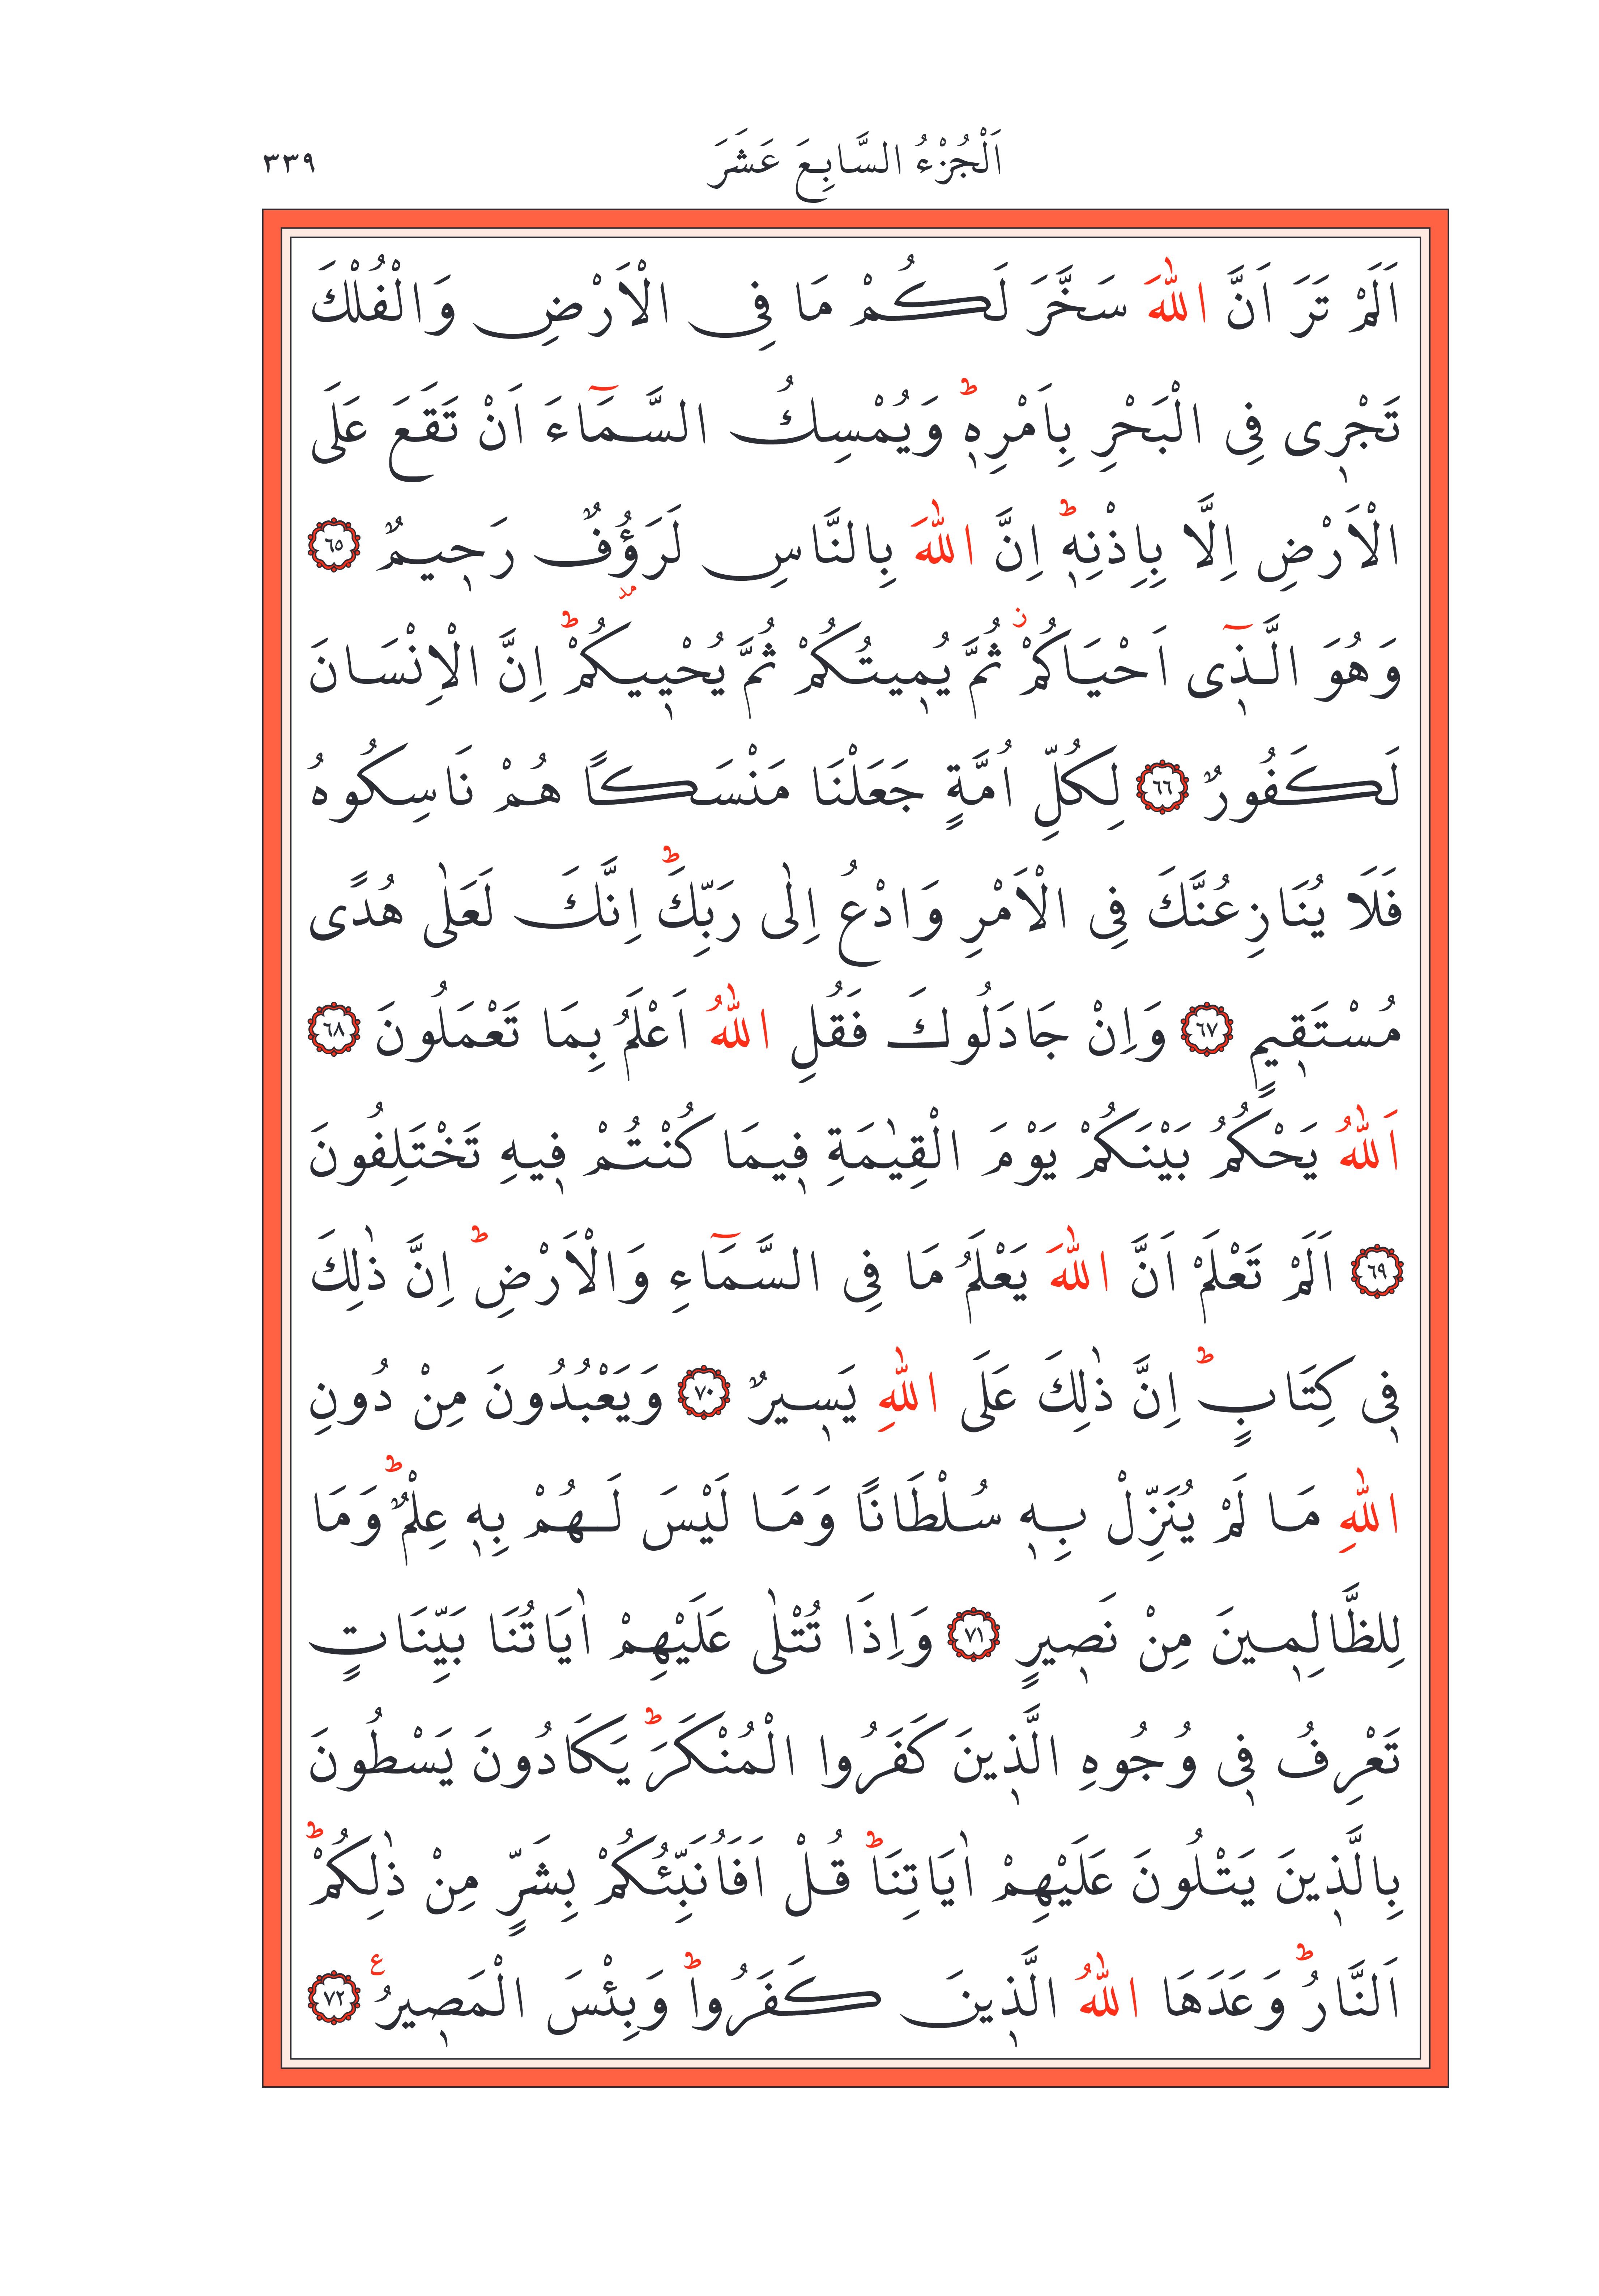 اَلْجُزْءُ السَّابِعَ عَشَرَ ٣٣٩
اَلَمْ تَرَ اَنَّ اللّٰهَ سَخَّرَ لَكُمْ مَا فِى الْاَرْضِ وَالْفُلْكَ
تَجْرٖى فِى الْبَحْرِ بِاَمْرِهٖؕ وَيُمْسِكُ السَّمَٓاءَ اَنْ تَقَعَ عَلَى
الْاَرْضِ اِلَّا بِاِذْنِهٖؕ اِنَّ اللّٰهَ بِالنَّاسِ لَرَؤُفٌ رَحٖيمٌ ﴿٦٥﴾
وَهُوَ الَّذٖٓى اَحْيَاكُمْؗ ثُمَّ يُمٖيتُكُمْ ثُمَّ يُحْيٖيكُمْؕ اِنَّ الْاِنْسَانَ
لَكَفُورٌ ﴿٦٦﴾ لِكُلِّ اُمَّةٍ جَعَلْنَا مَنْسَكًا هُمْ نَاسِكُوهُ
فَلَا يُنَازِعُنَّكَ فِى الْاَمْرِ وَادْعُ اِلٰى رَبِّكَؕ اِنَّكَ لَعَلٰى هُدًى
مُسْتَقٖيمٍ ﴿٦٧﴾ وَاِنْ جَادَلُوكَ فَقُلِ اللّٰهُ اَعْلَمُ بِمَا تَعْمَلُونَ ﴿٦٨﴾
اَللّٰهُ يَحْكُمُ بَيْنَكُمْ يَوْمَ الْقِيٰمَةِ فٖيمَا كُنْتُمْ فٖيهِ تَخْتَلِفُونَ
﴿٦٩﴾ اَلَمْ تَعْلَمْ اَنَّ اللّٰهَ يَعْلَمُ مَا فِى السَّمَٓاءِ وَالْاَرْضِؕ اِنَّ ذٰلِكَ
فٖى كِتَابٍؕ اِنَّ ذٰلِكَ عَلَى اللّٰهِ يَسٖيرٌ ﴿٧٠﴾ وَيَعْبُدُونَ مِنْ دُونِ
اللّٰهِ مَا لَمْ يُنَزِّلْ بِهٖ سُلْطَانًا وَمَا لَيْسَ لَهُمْ بِهٖ عِلْمٌؕ وَمَا
لِلظَّالِمٖينَ مِنْ نَصٖيرٍ ﴿٧١﴾ وَاِذَا تُتْلٰى عَلَيْهِمْ اٰيَاتُنَا بَيِّنَاتٍ
تَعْرِفُ فٖى وُجُوهِ الَّذٖينَ كَفَرُوا الْمُنْكَرَؕ يَكَادُونَ يَسْطُونَ
بِالَّذٖينَ يَتْلُونَ عَلَيْهِمْ اٰيَاتِنَاؕ قُلْ اَفَاُنَبِّئُكُمْ بِشَرٍّ مِنْ ذٰلِكُمْؕ
اَلنَّارُؕ وَعَدَهَا اللّٰهُ الَّذٖينَ كَفَرُواؕ وَبِئْسَ الْمَصٖيرُ ع ﴿٧٢﴾